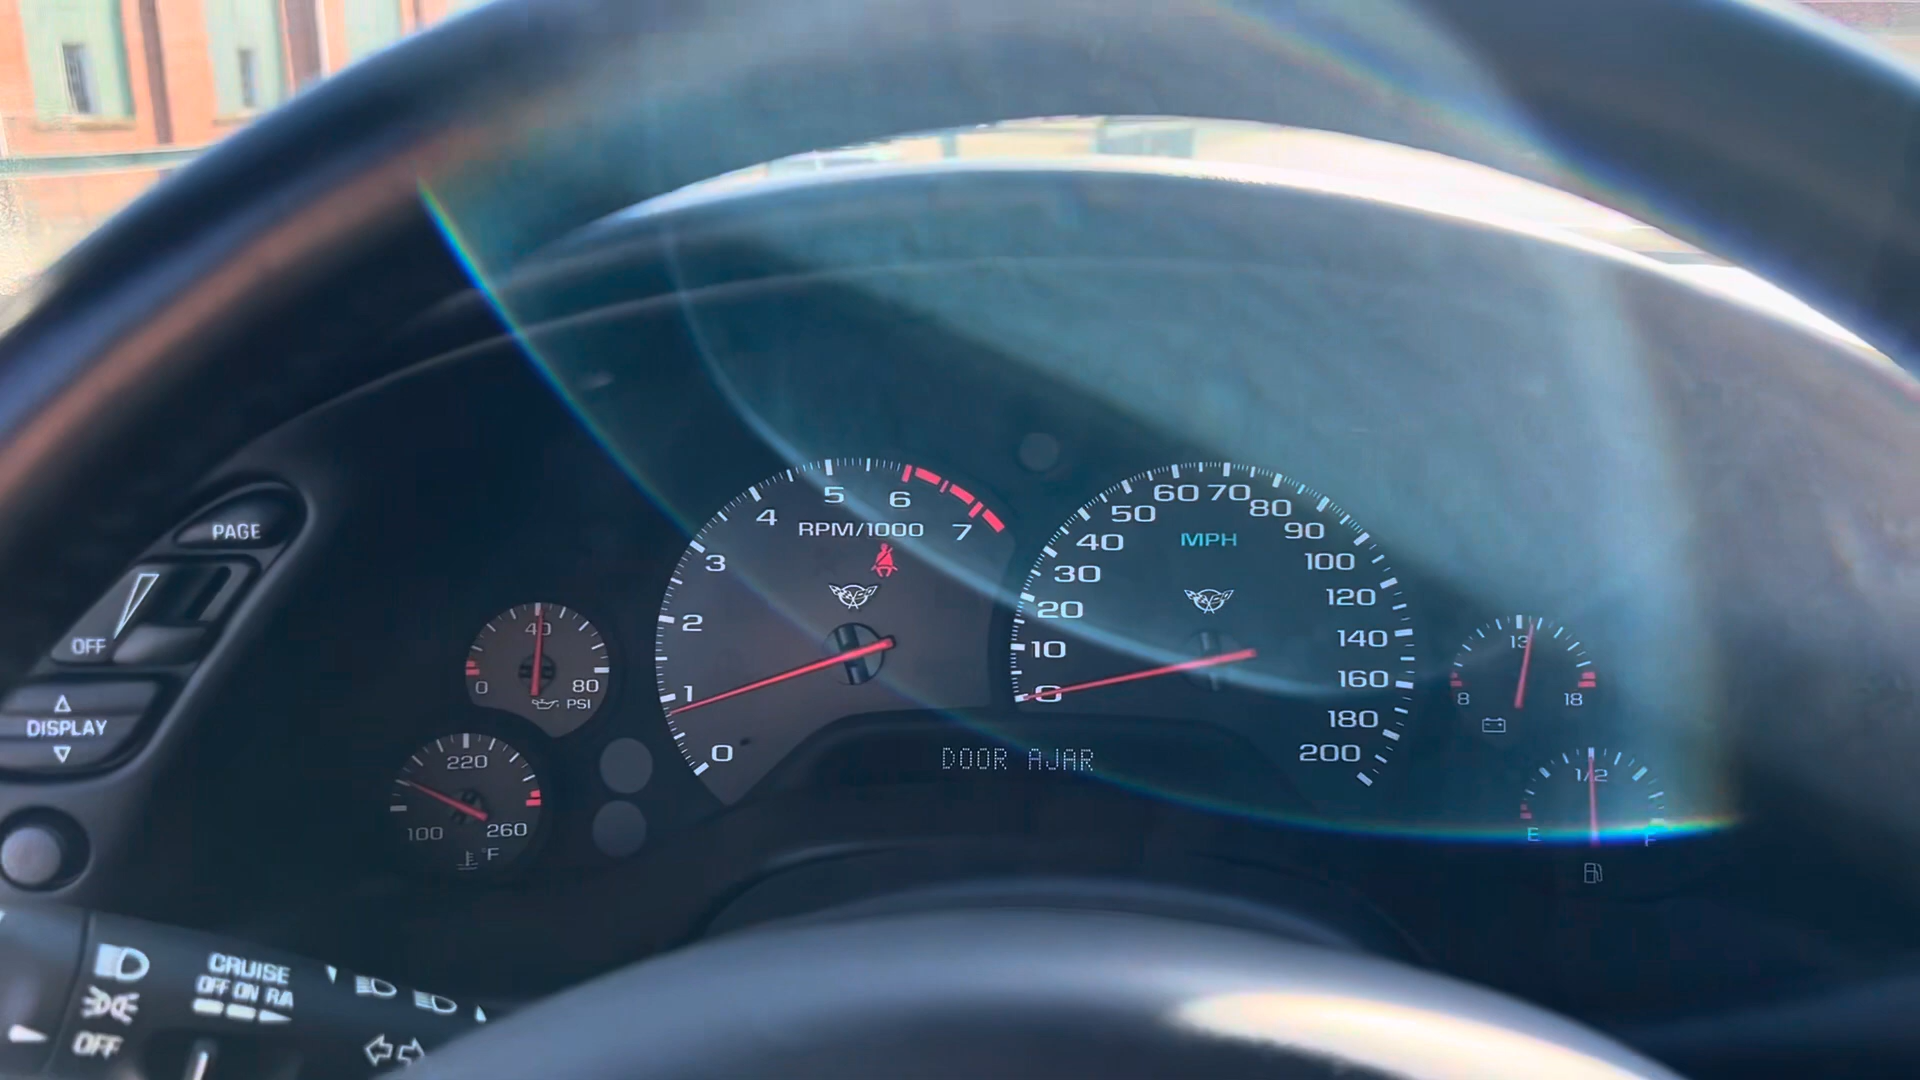 PAGE
OFF
DISPLAY
0
40
80
PSI
100
220
260
°F
0
1
2
3
4
5
6
7
RPM/1000
0
10
20
30
40
50
60
70
80
90
100
120
140
160
180
200
MPH
DOOR AJAR
8
13
18
E
1/2
F
CRUISE
OFF ON R/A
OFF